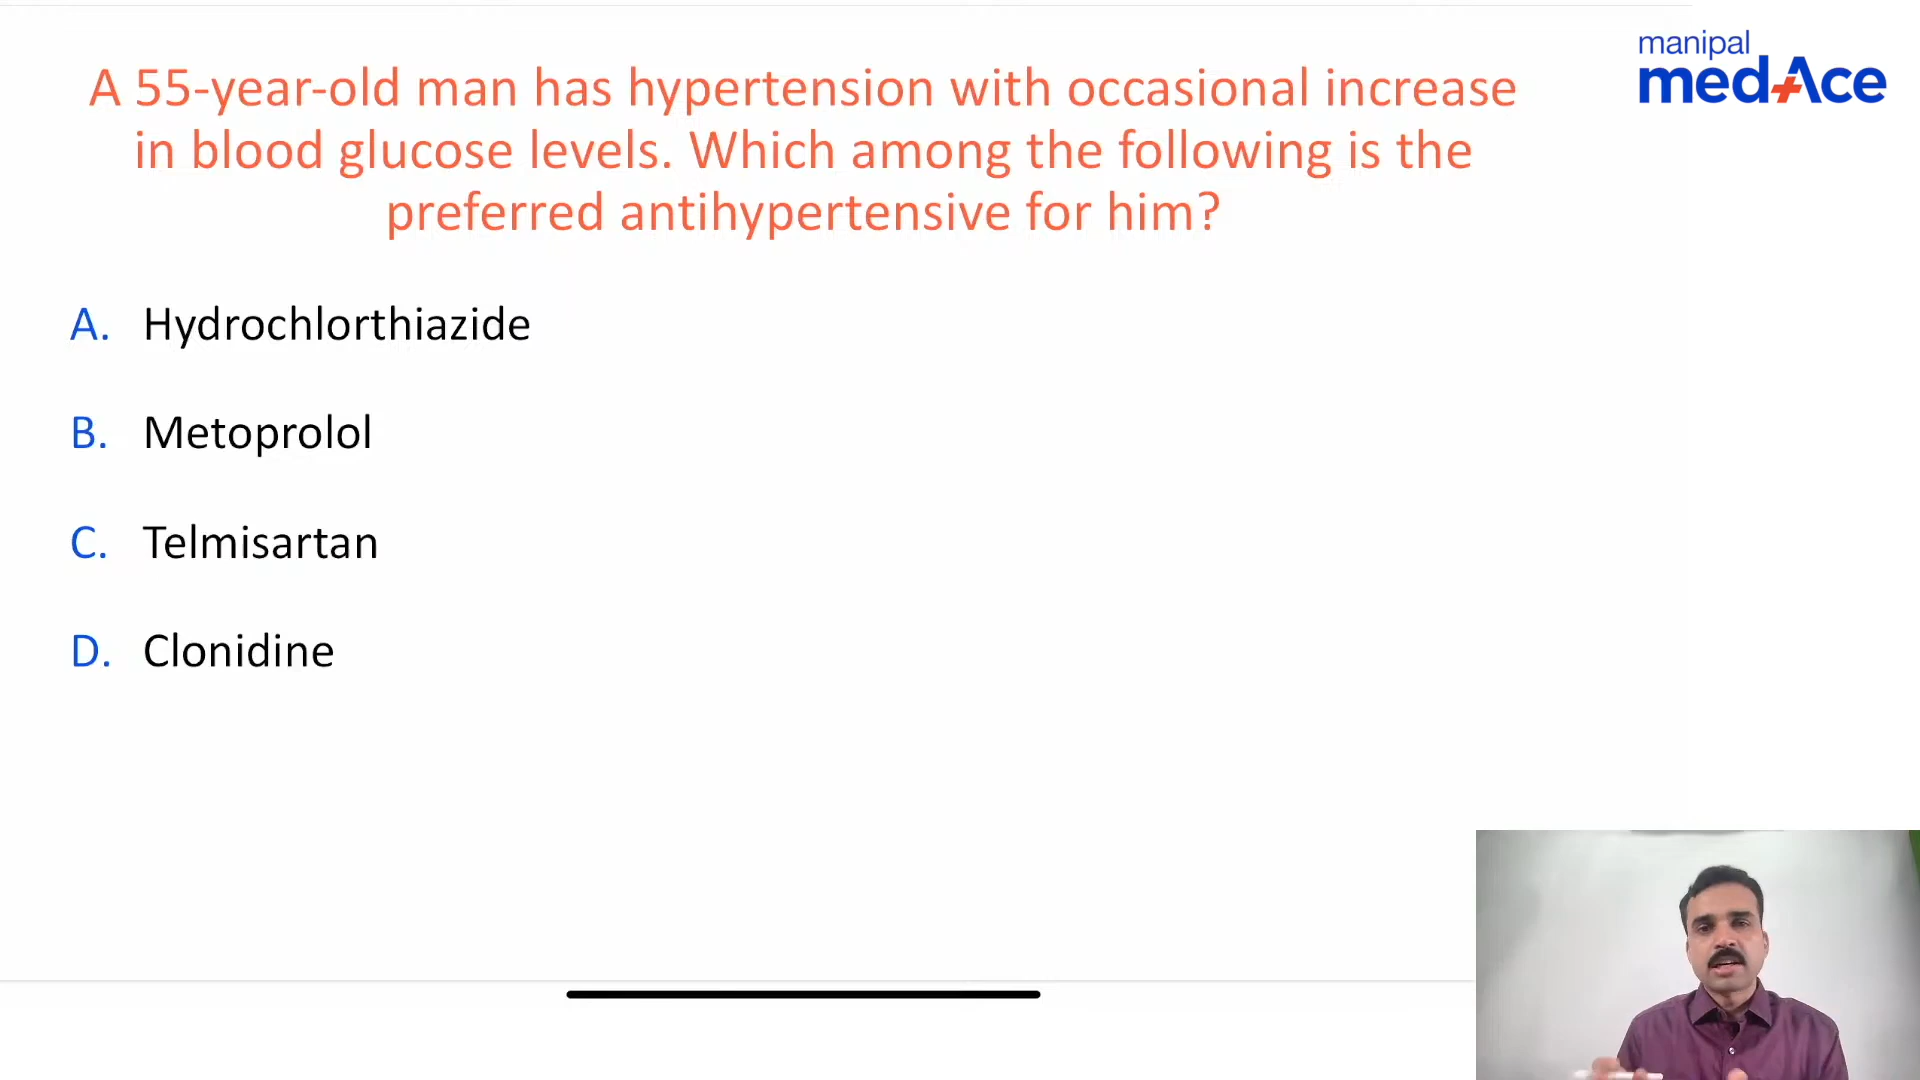 manipal
medAce
A 55-year-old man has hypertension with occasional increase
in blood glucose levels. Which among the following is the
preferred antihypertensive for him?
A. Hydrochlorthiazide
B. Metoprolol
C. Telmisartan
D. Clonidine